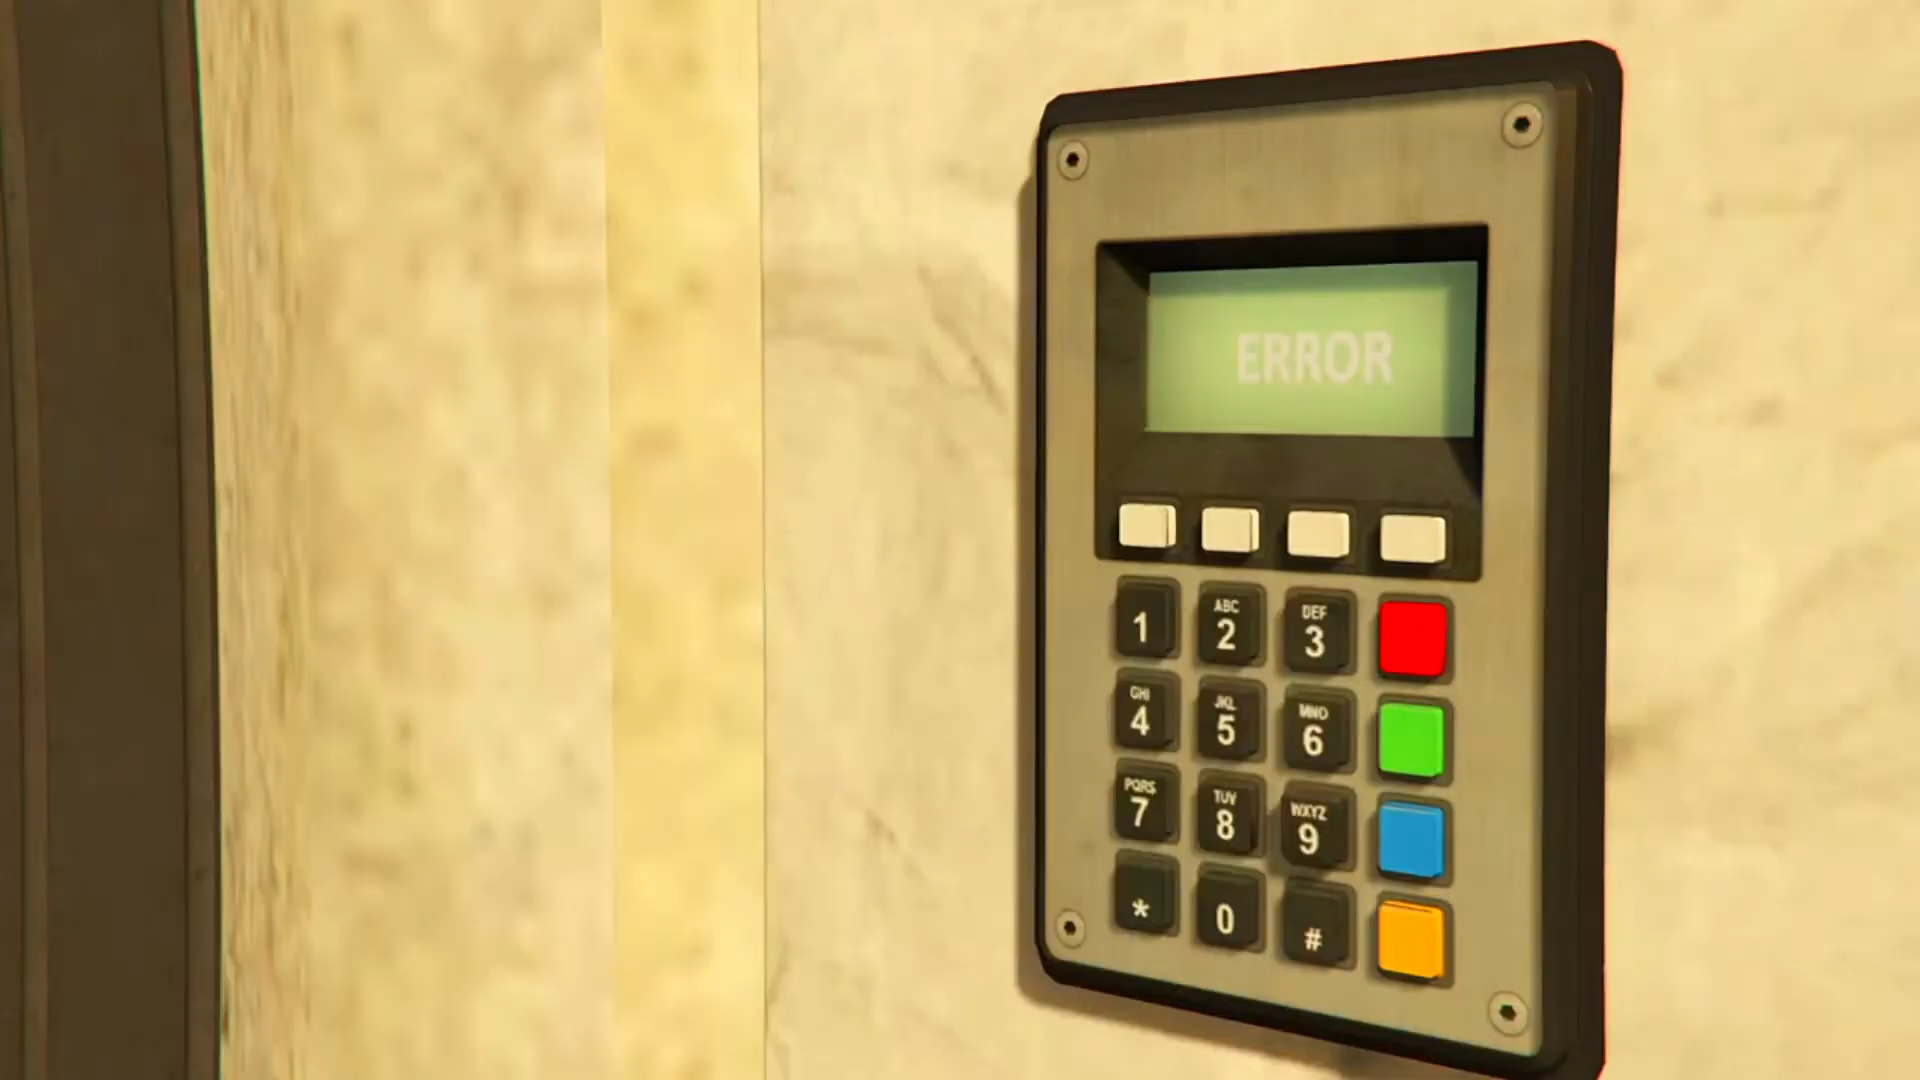 ERROR
1 ABC 2 DEF 3
GHI 4 JKL 5 MNO 6
PQRS 7 TUV 8 WXYZ 9
* 0 #